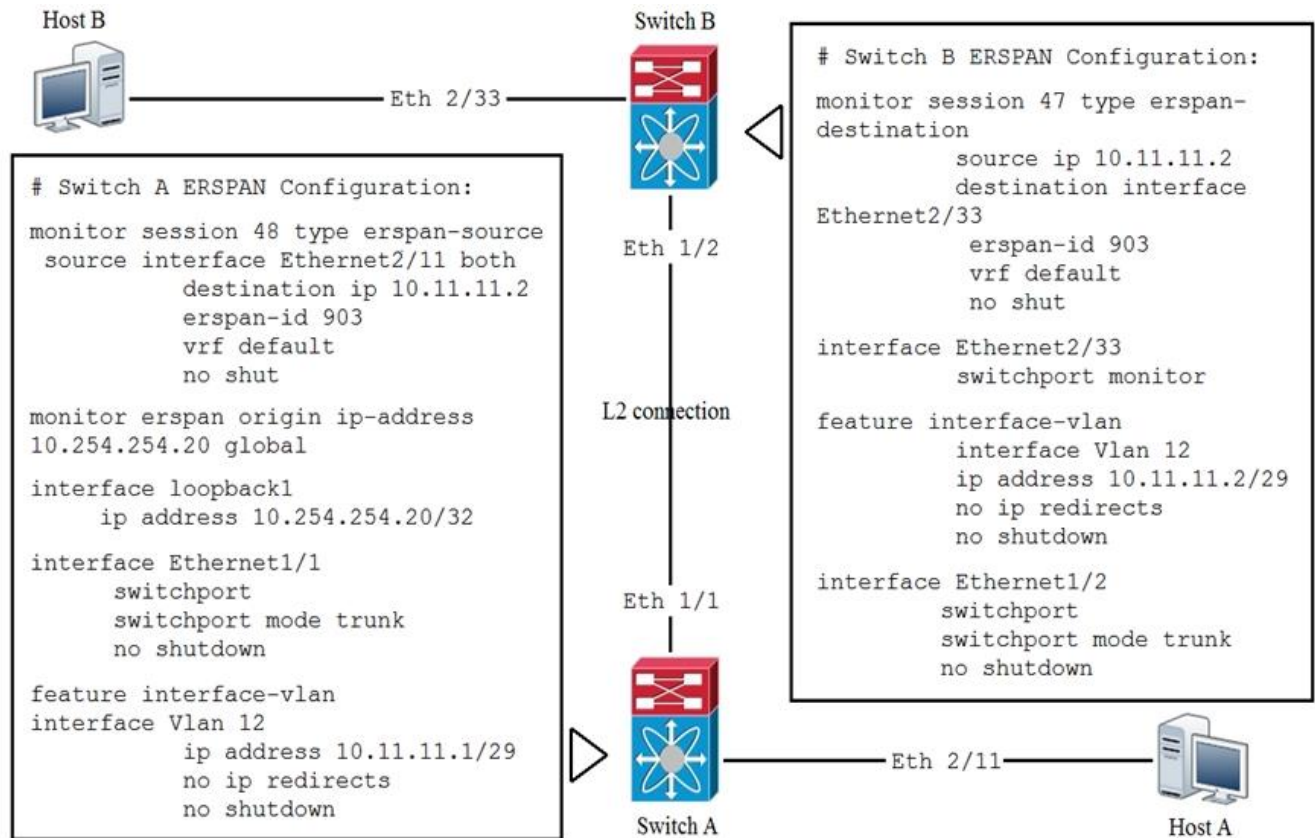 Host B
Switch B
Eth 2/33
# Switch B ERSPAN Configuration:
monitor session 47 type erspan-
destination
source ip 10.11.11.2
destination interface
Ethernet2/33
erspan-id 903
vrf default
no shut
interface Ethernet2/33
switchport monitor
feature interface-vlan
interface Vlan 12
ip address 10.11.11.2/29
no ip redirects
no shutdown
interface Ethernet1/2
switchport
switchport mode trunk
no shutdown
# Switch A ERSPAN Configuration:
monitor session 48 type erspan-source
source interface Ethernet2/11 both
destination ip 10.11.11.2
erspan-id 903
vrf default
no shut
monitor erspan origin ip-address
10.254.254.20 global
interface loopback1
ip address 10.254.254.20/32
interface Ethernet1/1
switchport
switchport mode trunk
no shutdown
feature interface-vlan
interface Vlan 12
ip address 10.11.11.1/29
no ip redirects
no shutdown
Eth 1/2
L2 connection
Eth 1/1
Eth 2/11
Switch A
Host A